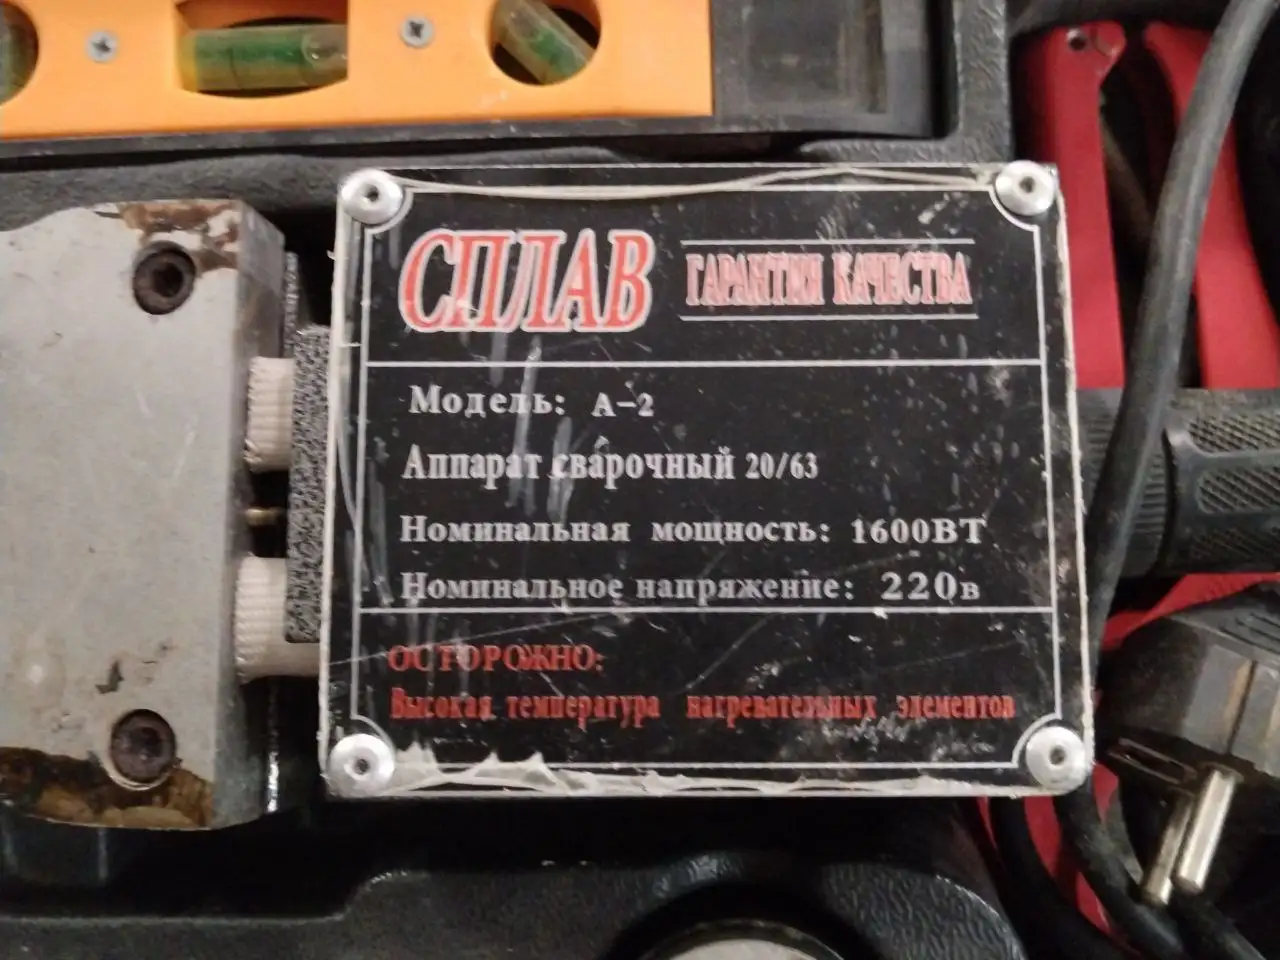 СПЛАВ ГАРАНТИЯ КАЧЕСТВА
Модель: А-2
Аппарат сварочный 20/63
Номинальная мощность: 1600ВТ
Номинальное напряжение: 220в
ОСТОРОЖНО:
Высокая температура нагревательных элементов